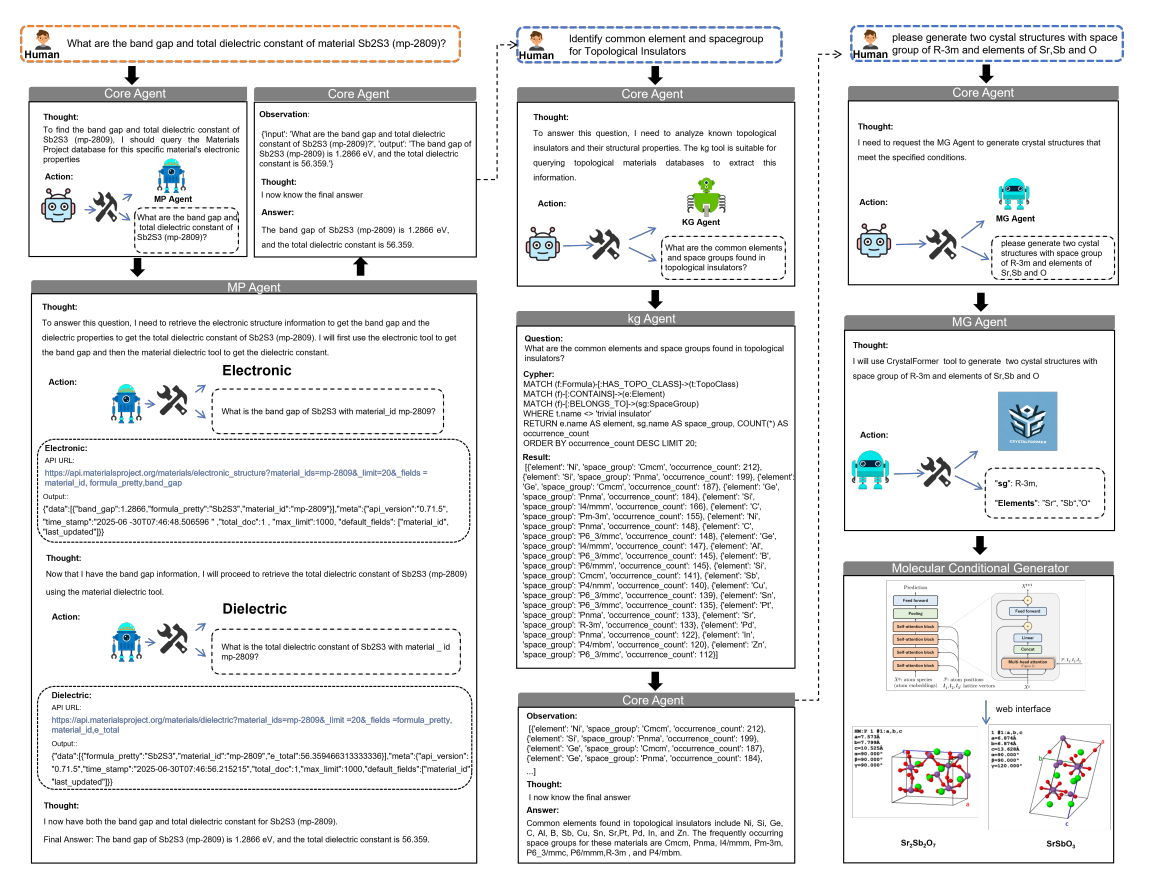 What are the band gap and total dielectric constant of material Sb2S3 (mp-2809)?
Human
Core Agent
Thought:
To find the band gap and total dielectric constant of
Sb2S3 (mp-2809), I should query the Materials
Project database for this specific material's electronic
properties
Action:
MP Agent
What are the band gap and
total dielectric constant of
Sb2S3 (mp-2809)?
Core Agent
Observation:
{'input': 'What are the band gap and total dielectric
constant of Sb2S3 (mp-2809)?', 'output': 'The band gap of
Sb2S3 (mp-2809) is 1.2866 eV, and the total dielectric
constant is 56.359.'}
Thought:
I now know the final answer
Answer:
The band gap of Sb2S3 (mp-2809) is 1.2866 eV,
and the total dielectric constant is 56.359.
MP Agent
Thought:
To answer this question, I need to retrieve the electronic structure information to get the band gap and the
dielectric properties to get the total dielectric constant of Sb2S3 (mp-2809). I will first use the electronic tool to get
the band gap and then the material dielectric tool to get the dielectric constant.
Electronic
Action:
What is the band gap of Sb2S3 with material_id mp-2809?
Electronic:
API URL:
https://api.materialsproject.org/materials/electronic_structure?material_ids=mp-2809&_limit=20&_fields =
material_id, formula_pretty,band_gap
Output::
{"data":[{"band_gap":1.2866,"formula_pretty":"Sb2S3","material_id":"mp-2809"}],"meta":{"api_version":"0.71.5",
"time_stamp":"2025-06 -30T07:46:48.506596 " ,"total_doc":1 , "max_limit":1000, "default_fields": ["material_id",
"last_updated"]}}
Thought:
Now that I have the band gap information, I will proceed to retrieve the total dielectric constant of Sb2S3 (mp-2809)
using the material dielectric tool.
Dielectric
Action:
What is the total dielectric constant of Sb2S3 with material _ id
mp-2809?
Dielectric:
API URL:
https://api.materialsproject.org/materials/dielectric?material_ids=mp-2809&_limit =20&_fields =formula_pretty,
material_id,e_total
Output::
{"data":[{"formula_pretty":"Sb2S3","material_id":"mp-2809","e_total":56.359466313333336}],"meta":{"api_version":
"0.71.5","time_stamp":"2025-06-30T07:46:56.215215","total_doc":1,"max_limit":1000,"default_fields":["material_id"
"last_updated"]}}
Thought:
I now have both the band gap and total dielectric constant for Sb2S3 (mp-2809).
Final Answer: The band gap of Sb2S3 (mp-2809) is 1.2866 eV, and the total dielectric constant is 56.359.
Identify common element and spacegroup
for Topological Insulators
Human
Core Agent
Thought:
To answer this question, I need to analyze known topological
insulators and their structural properties. The kg tool is suitable for
querying topological materials databases to extract this
information.
Action:
KG Agent
What are the common elements
and space groups found in
topological insulators?
kg Agent
Question:
What are the common elements and space groups found in topological
insulators?
Cypher:
MATCH (f:Formula)-[:HAS_TOPO_CLASS]->(t:TopoClass)
MATCH (f)-[:CONTAINS]->(e:Element)
MATCH (f)-[:BELONGS_TO]->(sg:SpaceGroup)
WHERE t.name <> 'trivial insulator'
RETURN e.name AS element, sg.name AS space_group, COUNT(*) AS
occurrence_count
ORDER BY occurrence_count DESC LIMIT 20;
Result:
[{'element': 'Ni', 'space_group': 'Cmcm', 'occurrence_count': 212},
{'element': 'Si', 'space_group': 'Pnma', 'occurrence_count': 199}, {'element':
'Ge', 'space_group': 'Cmcm', 'occurrence_count': 187}, {'element': 'Ge',
'space_group': 'Pnma', 'occurrence_count': 184}, {'element': 'Si',
'space_group': 'I4/mmm', 'occurrence_count': 166}, {'element': 'C',
'space_group': 'Pm-3m', 'occurrence_count': 155}, {'element': 'Ni',
'space_group': 'Pnma', 'occurrence_count': 148}, {'element': 'C',
'space_group': 'P6_3/mmc', 'occurrence_count': 148}, {'element': 'Ge',
'space_group': 'I4/mmm', 'occurrence_count': 147}, {'element': 'Al',
'space_group': 'P6_3/mmc', 'occurrence_count': 145}, {'element': 'B',
'space_group': 'P6/mmm', 'occurrence_count': 145}, {'element': 'Si',
'space_group': 'Cmcm', 'occurrence_count': 141}, {'element': 'Sb',
'space_group': 'P4/nmm', 'occurrence_count': 140}, {'element': 'Cu',
'space_group': 'P6_3/mmc', 'occurrence_count': 139}, {'element': 'Sn',
'space_group': 'P6_3/mmc', 'occurrence_count': 135}, {'element': 'Pt',
'space_group': 'Pnma', 'occurrence_count': 133}, {'element': 'Sr',
'space_group': 'R-3m', 'occurrence_count': 133}, {'element': 'Pd',
'space_group': 'Pnma', 'occurrence_count': 122}, {'element': 'In',
'space_group': 'P4/mbm', 'occurrence_count': 120}, {'element': 'Zn',
'space_group': 'P6_3/mmc', 'occurrence_count': 112}]
Core Agent
Observation:
[{'element': 'Ni', 'space_group': 'Cmcm', 'occurrence_count': 212},
{'element': 'Si', 'space_group': 'Pnma', 'occurrence_count': 199},
{'element': 'Ge', 'space_group': 'Cmcm', 'occurrence_count': 187},
{'element': 'Ge', 'space_group': 'Pnma', 'occurrence_count': 184},
...]
Thought:
I now know the final answer
Answer:
Common elements found in topological insulators include Ni, Si, Ge,
C, Al, B, Sb, Cu, Sn, Sr,Pt, Pd, In, and Zn. The frequently occurring
space groups for these materials are Cmcm, Pnma, I4/mmm, Pm-3m,
P6_3/mmc, P6/mmm,R-3m , and P4/mbm.
please generate two cystal structures with space
group of R-3m and elements of Sr,Sb and O
Human
Core Agent
Thought:
I need to request the MG Agent to generate crystal structures that
meet the specified conditions.
Action:
MG Agent
please generate two cystal
structures with space group
of R-3m and elements of
Sr,Sb and O
MG Agent
Thought:
I will use CrystalFormer tool to generate two cystal structures with
space group of R-3m and elements of Sr,Sb and O
CRYSTALFORMER
Action:
"sg": R-3m,
"Elements": "Sr", "Sb","O"
Molecular Conditional Generator
Prediction
Feed forward
Pooling
Self-attention block
Self-attention block
Self-attention block
Self-attention block
Feed forward
Linear
Concat
Multi-head attention
web interface
a=7.573Å
b=7.799Å
c=10.525Å
α=90.000°
β=90.000°
γ=90.000°
a
1 #1:a,b,c
a=6.874Å
b=6.874Å
c=13.628Å
α=90.000°
β=90.000°
γ=120.000°
a
b
c
Sr₂Sb₂O₇
SrSbO₃